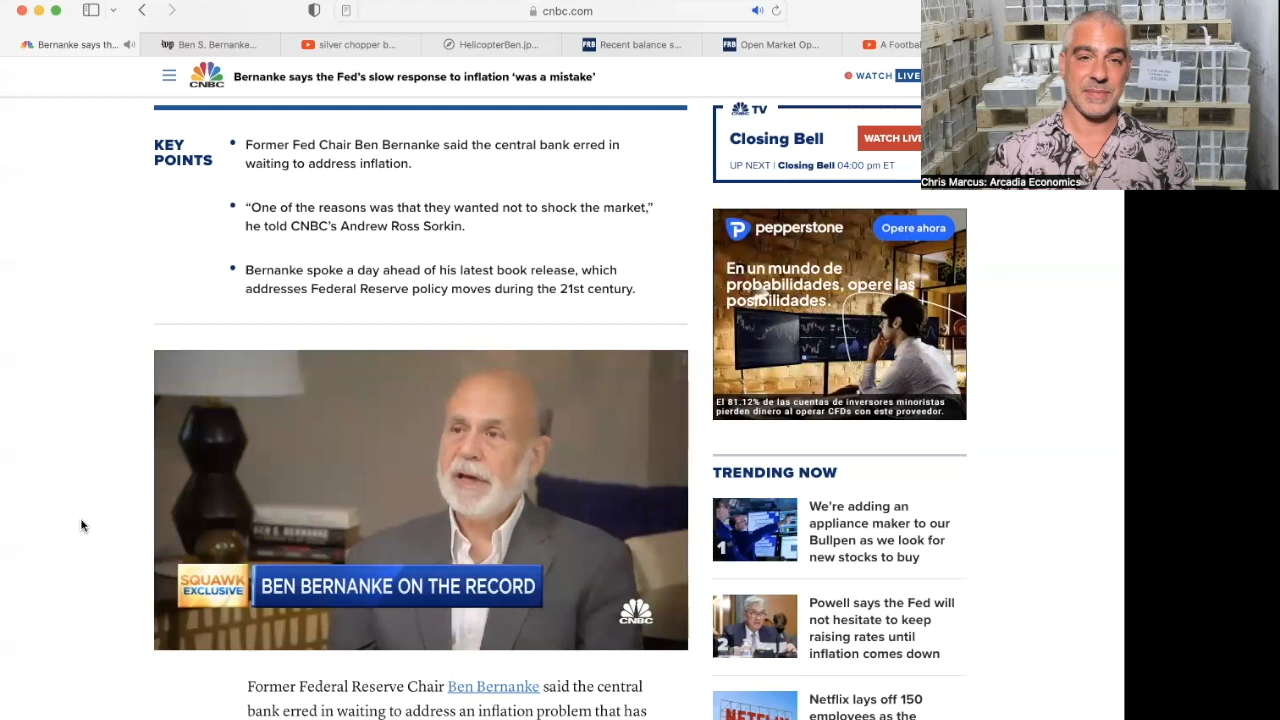 cnbc.com
Bernanke says th...
Ben S. Bernanke...
silver chopper b...
HelicopterBen.jp...
FRB
Recent balance s...
FRB
Open Market Op...
A Footbal
CNBC
Bernanke says the Fed's slow response to inflation ‘was a mistake’
WATCH LIVE
KEY
POINTS
Former Fed Chair Ben Bernanke said the central bank erred in
waiting to address inflation.
“One of the reasons was that they wanted not to shock the market,”
he told CNBC’s Andrew Ross Sorkin.
Bernanke spoke a day ahead of his latest book release, which
addresses Federal Reserve policy moves during the 21st century.
CNBC TV
Closing Bell
WATCH LIVE
UP NEXT | Closing Bell 04:00 pm ET
Chris Marcus: Arcadia Economics
pepperstone
Opere ahora
En un mundo de
probabilidades, opere las
posibilidades.
El 81.12% de las cuentas de inversores minoristas
pierden dinero al operar CFDs con este proveedor.
BEN S. BERNANKE
SQUAWK
EXCLUSIVE
BEN BERNANKE ON THE RECORD
CNBC
TRENDING NOW
1
We’re adding an
appliance maker to our
Bullpen as we look for
new stocks to buy
2
Powell says the Fed will
not hesitate to keep
raising rates until
inflation comes down
NETFLIX
Netflix lays off 150
employees as the
Former Federal Reserve Chair Ben Bernanke said the central
bank erred in waiting to address an inflation problem that has